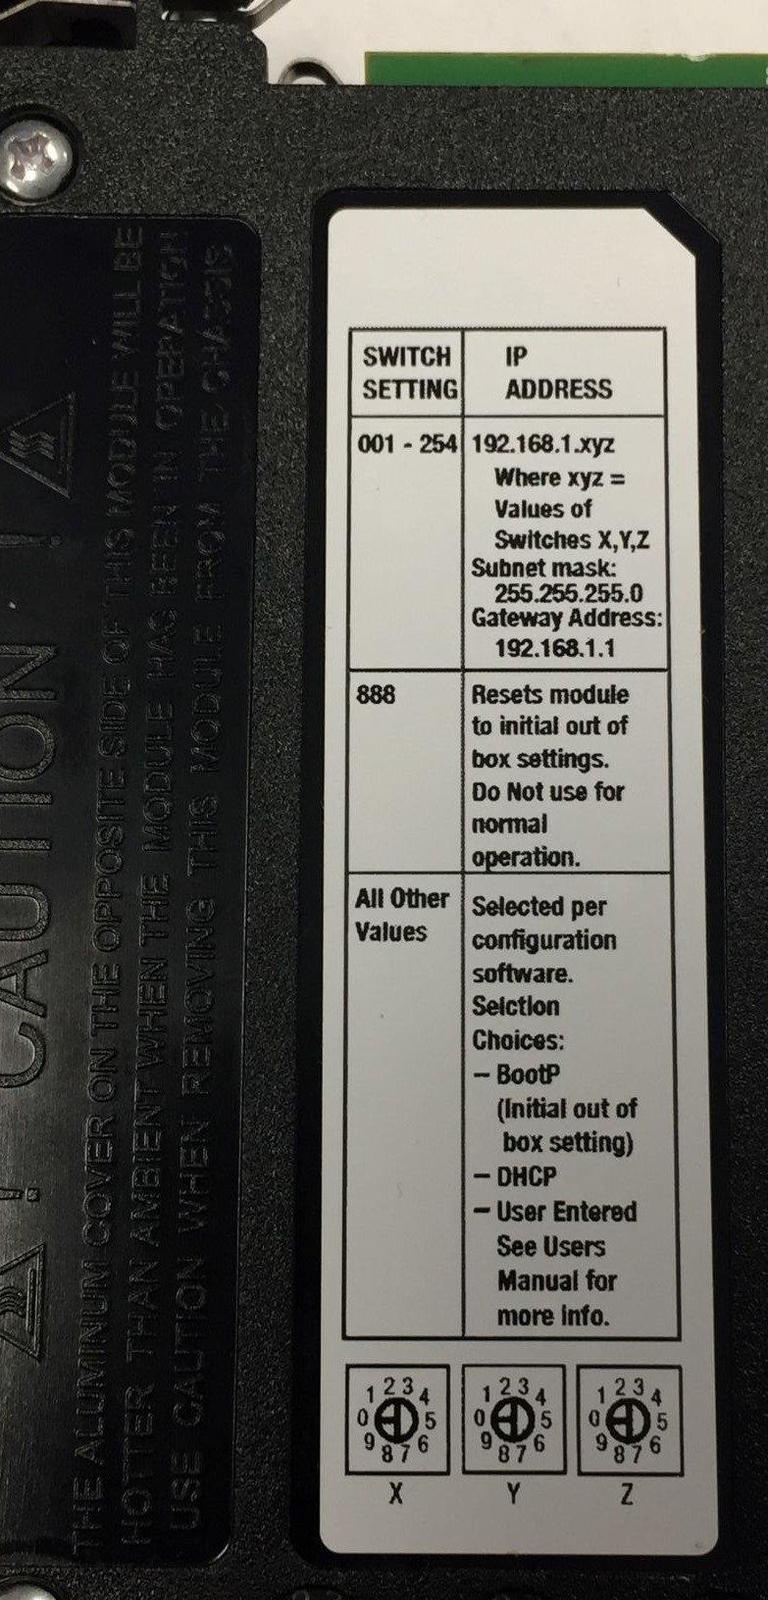 SWITCH
SETTING
IP
ADDRESS
001 - 254
192.168.1.xyz
Where xyz =
Values of
Switches X,Y,Z
Subnet mask:
255.255.255.0
Gateway Address:
192.168.1.1
888
Resets module
to initial out of
box settings.
Do Not use for
normal
operation.
All Other
Values
Selected per
configuration
software.
Selction
Choices:
– BootP
(Initial out of
box setting)
– DHCP
– User Entered
See Users
Manual for
more Info.
0 1 2 3 4 5 6 7 8 9
X
0 1 2 3 4 5 6 7 8 9
Y
0 1 2 3 4 5 6 7 8 9
Z
! CAUTION !
THE ALUMINUM COVER ON THE OPPOSITE SIDE OF THIS MODULE WILL BE
HOTTER THAN AMBIENT WHEN THE MODULE HAS BEEN IN OPERATION
USE CAUTION WHEN REMOVING THIS MODULE FROM THE CHASSIS